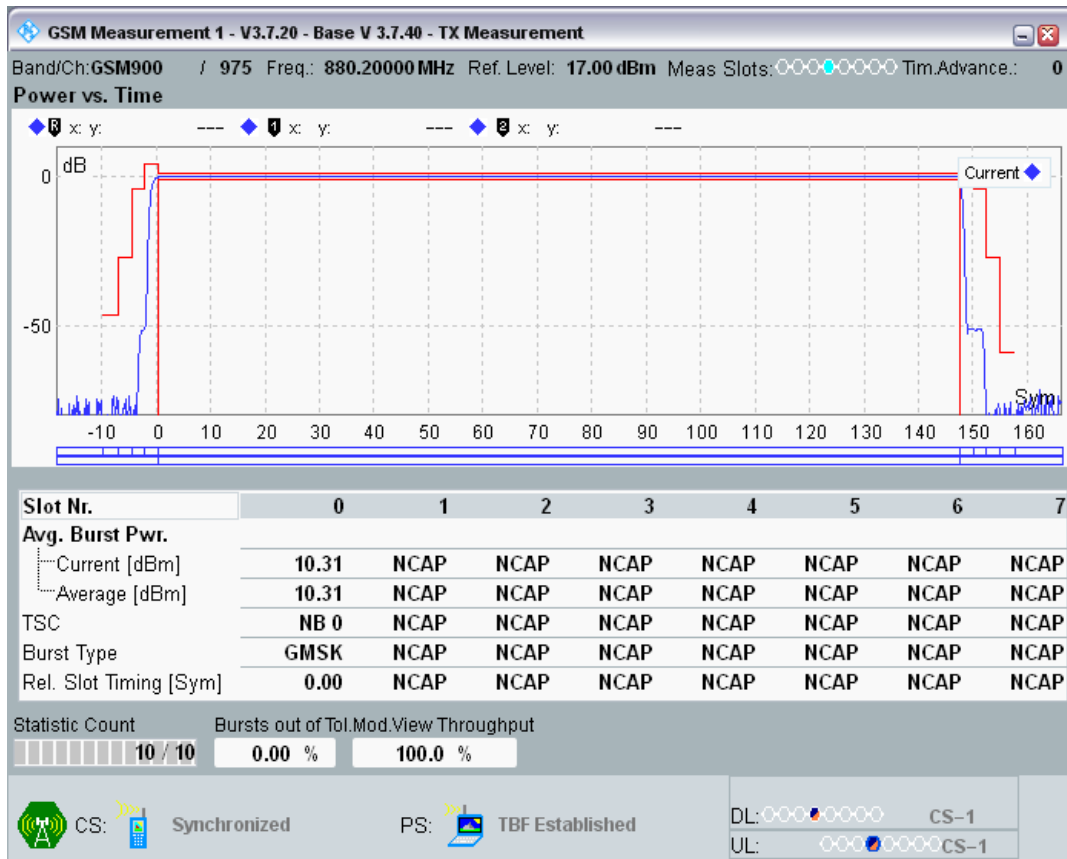 GSM Measurement 1 - V3.7.20 - Base V 3.7.40 - TX Measurement
Band/Ch:GSM900 / 975 Freq.: 880.20000 MHz Ref. Level: 17.00 dBm Meas Slots: Tim.Advance.: 0
Power vs. Time
R x: y: --- 1 x: y: --- 2 x: y: ---
dB
Current
0
-50
Sym
-10 0 10 20 30 40 50 60 70 80 90 100 110 120 130 140 150 160
Slot Nr. 0 1 2 3 4 5 6 7
Avg. Burst Pwr.
Current [dBm] 10.31 NCAP NCAP NCAP NCAP NCAP NCAP NCAP
Average [dBm] 10.31 NCAP NCAP NCAP NCAP NCAP NCAP NCAP
TSC NB 0 NCAP NCAP NCAP NCAP NCAP NCAP NCAP
Burst Type GMSK NCAP NCAP NCAP NCAP NCAP NCAP NCAP
Rel. Slot Timing [Sym] 0.00 NCAP NCAP NCAP NCAP NCAP NCAP NCAP
Statistic Count Bursts out of Tol.Mod.View Throughput
10 / 10 0.00 % 100.0 %
CS: Synchronized PS: TBF Established
DL: CS-1
UL: CS-1